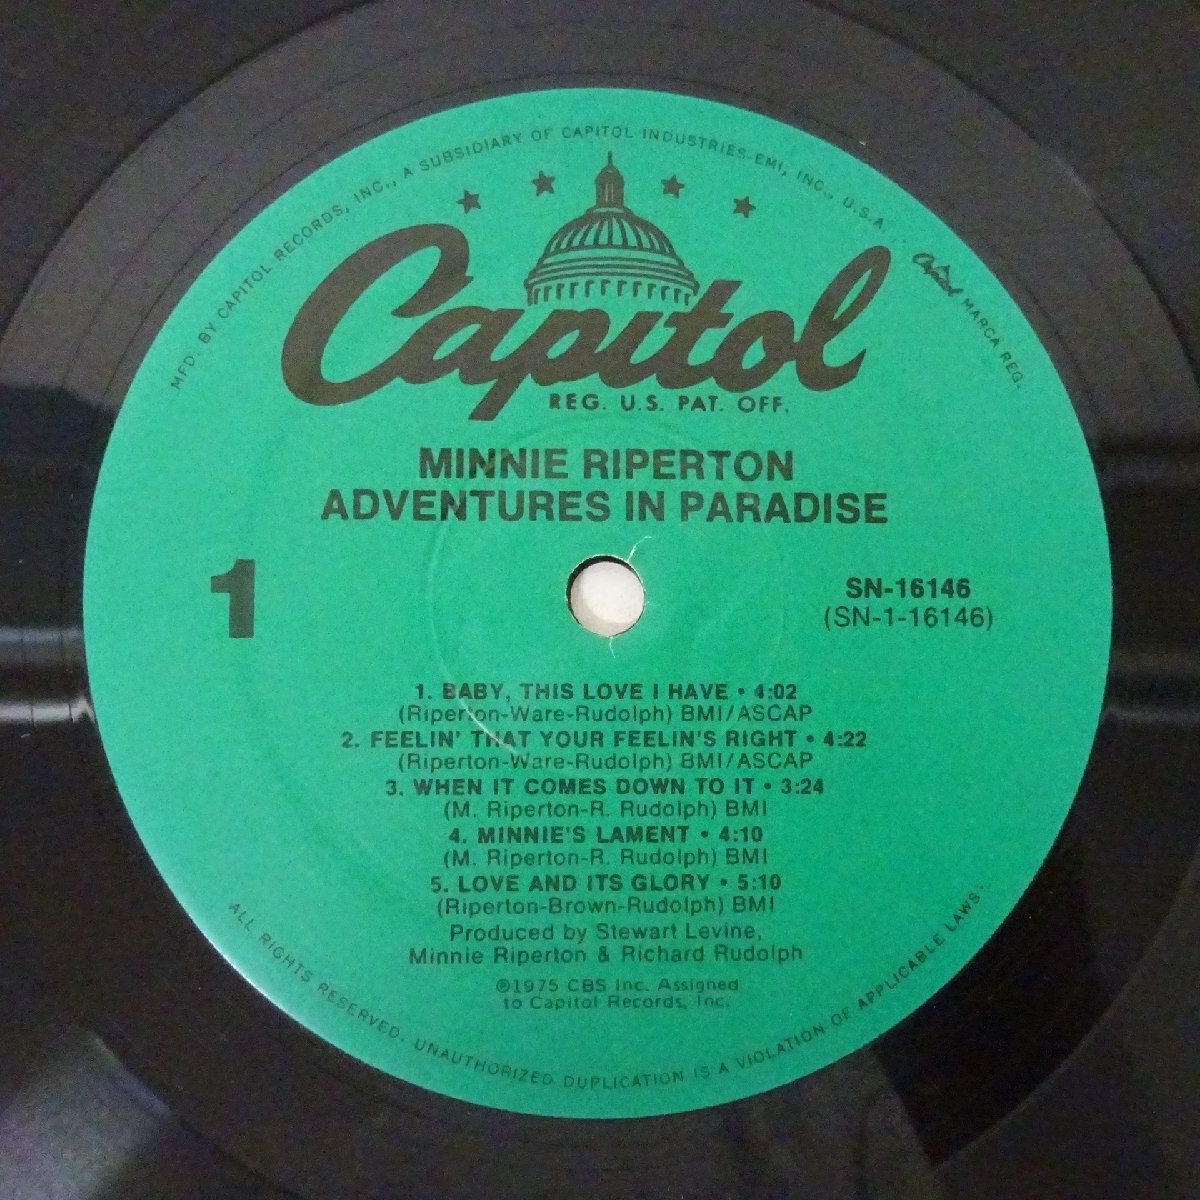 MFD. BY CAPITOL RECORDS, INC., A SUBSIDIARY OF CAPITOL INDUSTRIES-EMI, INC., U.S.A.
Capitol MARCA REG.
Capitol
REG. U.S. PAT. OFF.
MINNIE RIPERTON
ADVENTURES IN PARADISE
1
SN-16146
(SN-1-16146)
1. BABY, THIS LOVE I HAVE • 4:02
(Riperton-Ware-Rudolph) BMI/ASCAP
2. FEELIN' THAT YOUR FEELIN'S RIGHT • 4:22
(Riperton-Ware-Rudolph) BMI/ASCAP
3. WHEN IT COMES DOWN TO IT • 3:24
(M. Riperton-R. Rudolph) BMI
4. MINNIE'S LAMENT • 4:10
(M. Riperton-R. Rudolph) BMI
5. LOVE AND ITS GLORY • 5:10
(Riperton-Brown-Rudolph) BMI
Produced by Stewart Levine,
Minnie Riperton & Richard Rudolph
℗1975 CBS Inc. Assigned
to Capitol Records, Inc.
ALL RIGHTS RESERVED. UNAUTHORIZED DUPLICATION IS A VIOLATION OF APPLICABLE LAWS.